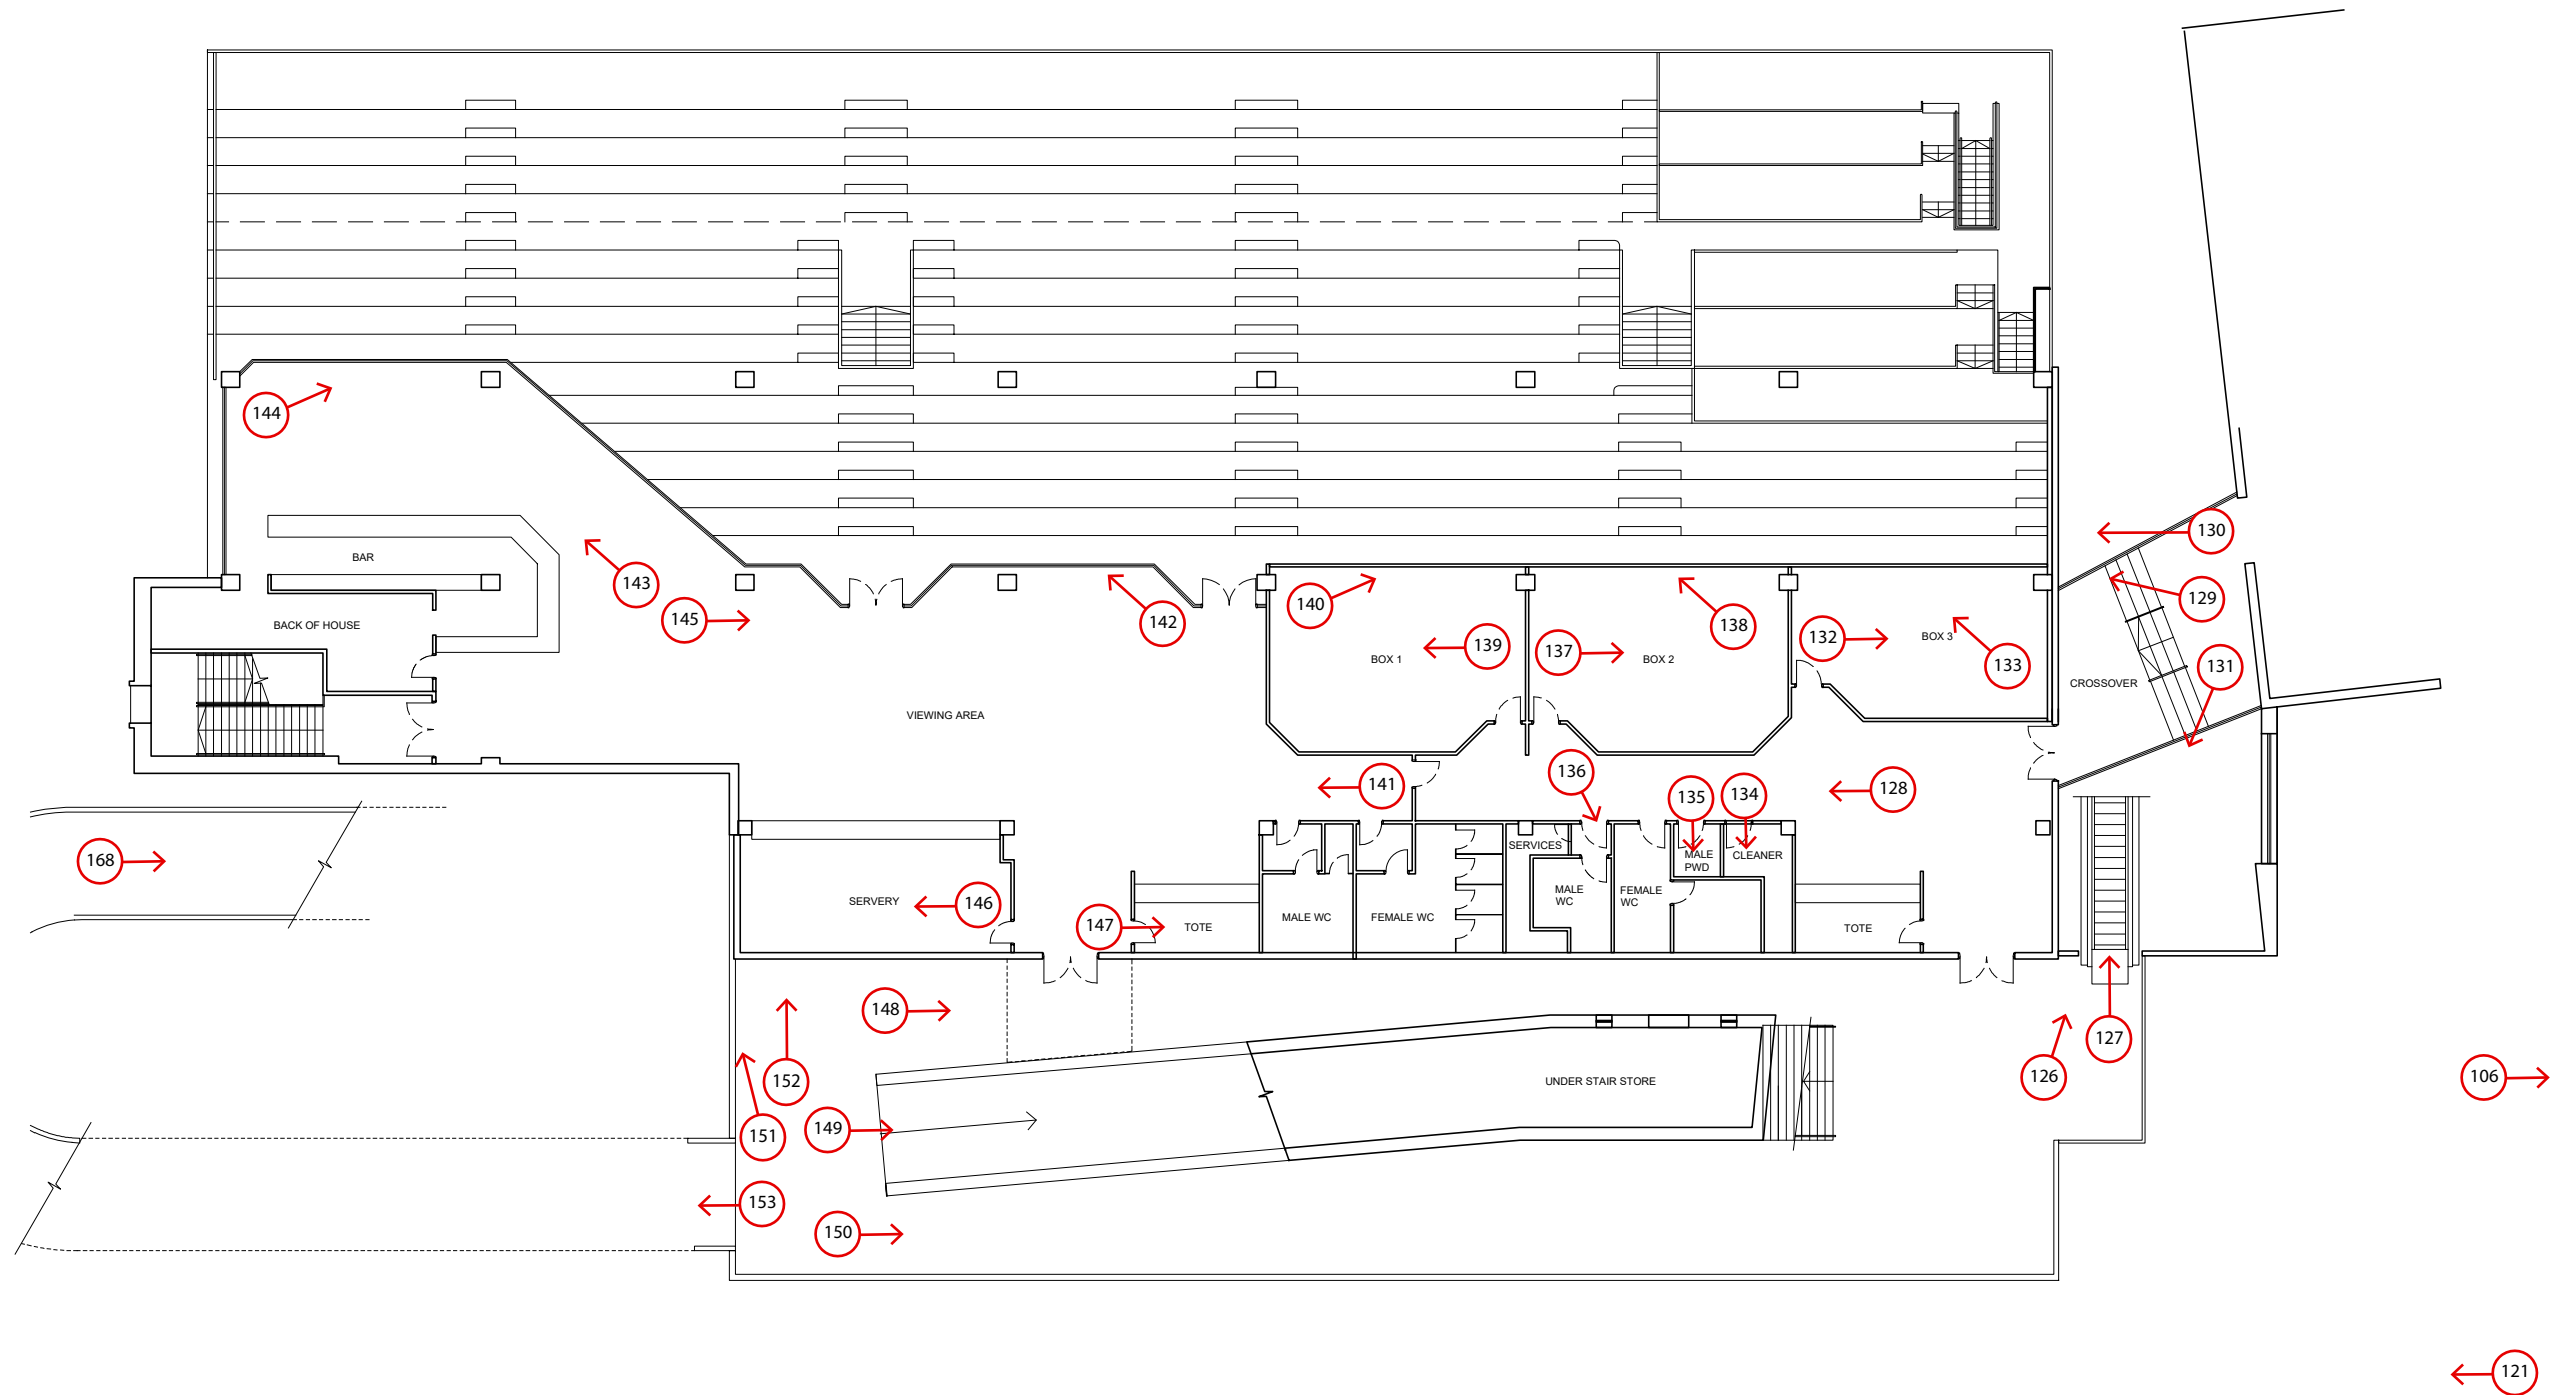 144
130
BAR
143
129
140
145
142
BACK OF HOUSE
138
132
BOX 3
139
137
BOX 1
BOX 2
133
131
CROSSOVER
VIEWING AREA
136
141
128
135
134
168
SERVICES
MALE
PWD
CLEANER
MALE
WC
FEMALE
WC
SERVERY
146
147
TOTE
MALE WC
FEMALE WC
TOTE
148
127
152
UNDER STAIR STORE
126
106
149
151
153
150
121